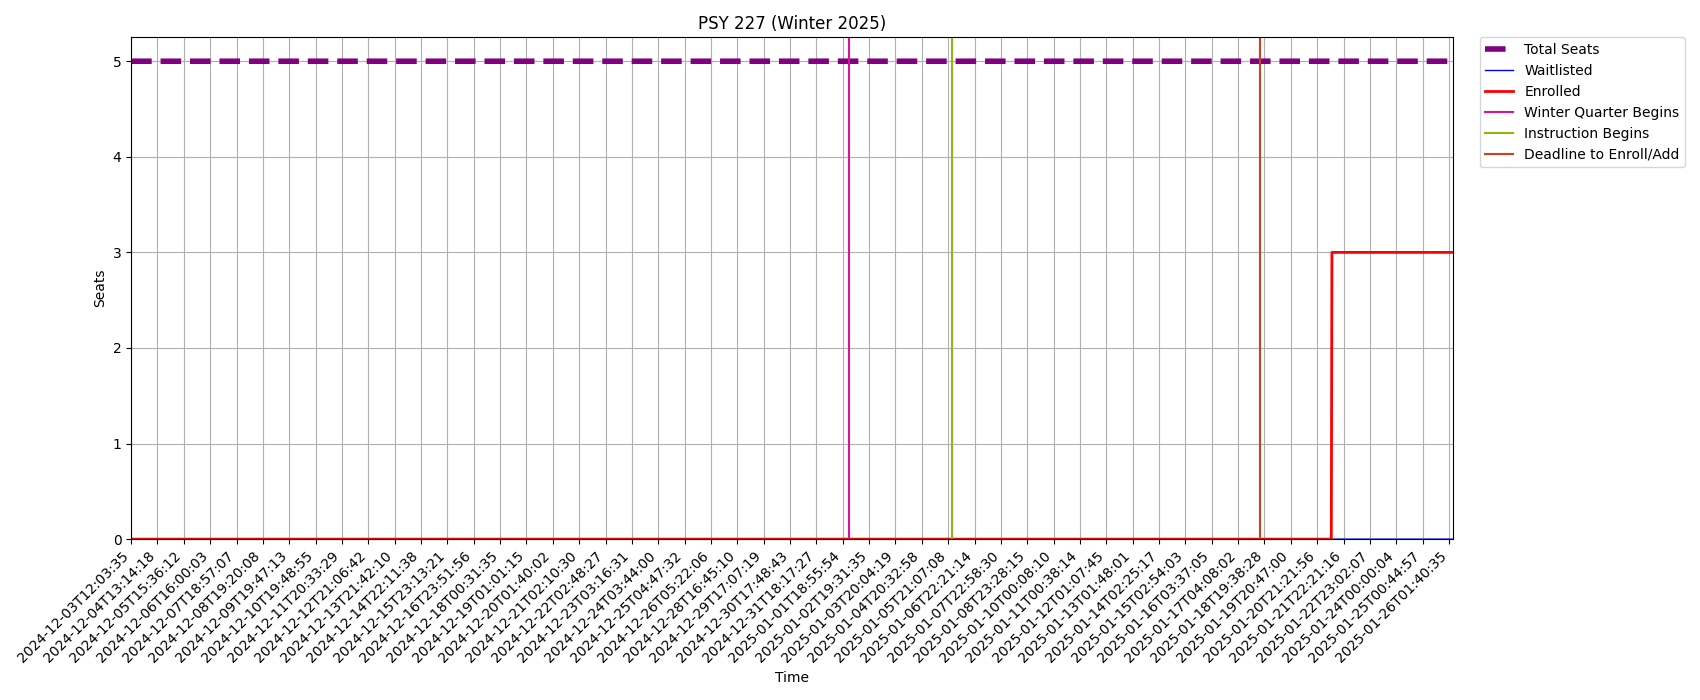 PSY 227 (Winter 2025)
Total Seats
Waitlisted
Enrolled
Winter Quarter Begins
Instruction Begins
Deadline to Enroll/Add
Seats
5
4
3
2
1
0
2024-12-03T12:03:35
2024-12-04T13:14:18
2024-12-05T15:36:12
2024-12-06T16:00:03
2024-12-07T18:57:07
2024-12-08T19:20:08
2024-12-09T19:47:13
2024-12-10T19:48:55
2024-12-11T20:33:29
2024-12-12T21:06:42
2024-12-13T21:42:10
2024-12-14T22:11:38
2024-12-15T23:13:21
2024-12-16T23:51:56
2024-12-18T00:31:35
2024-12-19T01:01:15
2024-12-20T01:40:02
2024-12-21T02:10:30
2024-12-22T02:48:27
2024-12-23T03:16:31
2024-12-24T03:44:00
2024-12-25T04:47:32
2024-12-26T05:22:06
2024-12-28T16:45:10
2024-12-29T17:07:19
2024-12-30T17:48:43
2024-12-31T18:17:27
2025-01-01T18:55:54
2025-01-02T19:31:35
2025-01-03T20:04:19
2025-01-04T20:32:58
2025-01-05T21:07:08
2025-01-06T22:21:14
2025-01-07T22:58:30
2025-01-08T23:28:15
2025-01-10T00:08:10
2025-01-11T00:38:14
2025-01-12T01:07:45
2025-01-13T01:48:01
2025-01-14T02:25:17
2025-01-15T02:54:03
2025-01-16T03:37:05
2025-01-17T04:08:02
2025-01-18T19:38:28
2025-01-19T20:47:00
2025-01-20T21:21:56
2025-01-21T22:21:16
2025-01-22T23:02:07
2025-01-24T00:00:04
2025-01-25T00:44:57
2025-01-26T01:40:35
Time